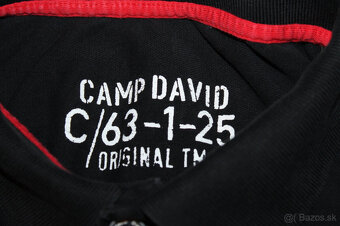 CAMP DAVID
C/63-1-25
/ORIGINAL TM
© Bazos.sk